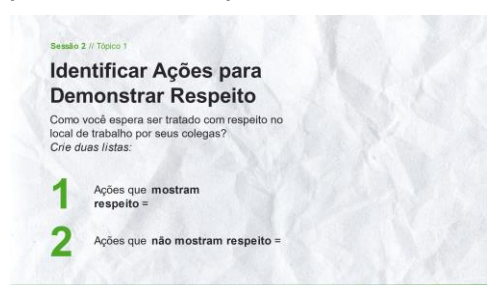 Sessão 2 // Tópico 1
Identificar Ações para
Demonstrar Respeito
Como você espera ser tratado com respeito no
local de trabalho por seus colegas?
Crie duas listas:
1
Ações que mostram
respeito =
2
Ações que não mostram respeito =